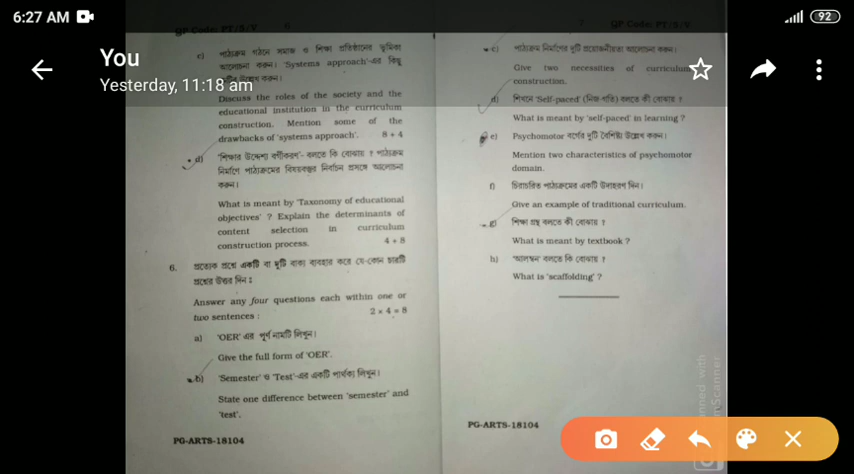 6:27 AM
92
You
Yesterday, 11:18 am
QP Code: PT/5/V 6
7 QP Code: PT/5/V
c) পাঠ্যক্রম গঠনে সমাজ ও শিক্ষা প্রতিষ্ঠানের ভূমিকা
আলোচনা করুন। 'Systems approach'-এর কিছু
উল্লেখ করুন।
Discuss the roles of the society and the
educational institution in the curriculum
construction. Mention some of the
drawbacks of 'systems approach'. 8 + 4
d) 'শিক্ষার উদ্দেশ্য বর্গীকরণ'- বলতে কি বোঝায় ? পাঠ্যক্রম
নির্মাণে পাঠ্যক্রমের বিষয়বস্তুর নির্বাচন প্রসঙ্গে আলোচনা
করুন।
What is meant by 'Taxonomy of educational
objectives' ? Explain the determinants of
content selection in curriculum
construction process. 4 + 8
6. প্রত্যেক প্রশ্নে একটি বা দুটি বাক্য ব্যবহার করে যে-কোন চারটি
প্রশ্নের উত্তর দিন :
Answer any four questions each within one or
two sentences : 2 × 4 = 8
a) 'OER' এর পূর্ণ নামটি লিখুন।
Give the full form of 'OER'.
b) 'Semester' ও 'Test'-এর একটি পার্থক্য লিখুন।
State one difference between 'semester' and
'test'.
PG-ARTS-18104
c) পাঠ্যক্রম নির্মাণের দুটি প্রয়োজনীয়তা আলোচনা করুন।
Give two necessities of curriculum
construction.
d) শিখনে 'Self-paced' (নিজ-গতি) বলতে কী বোঝায় ?
What is meant by 'self-paced' in learning ?
e) Psychomotor বর্গের দুটি বৈশিষ্ট্য উল্লেখ করুন।
Mention two characteristics of psychomotor
domain.
f) চিরাচরিত পাঠ্যক্রমের একটি উদাহরণ দিন।
Give an example of traditional curriculum.
g) শিক্ষা গ্রন্থ বলতে কী বোঝায় ?
What is meant by textbook ?
h) 'আলম্বন' বলতে কি বোঝায় ?
What is 'scaffolding' ?
PG-ARTS-18104